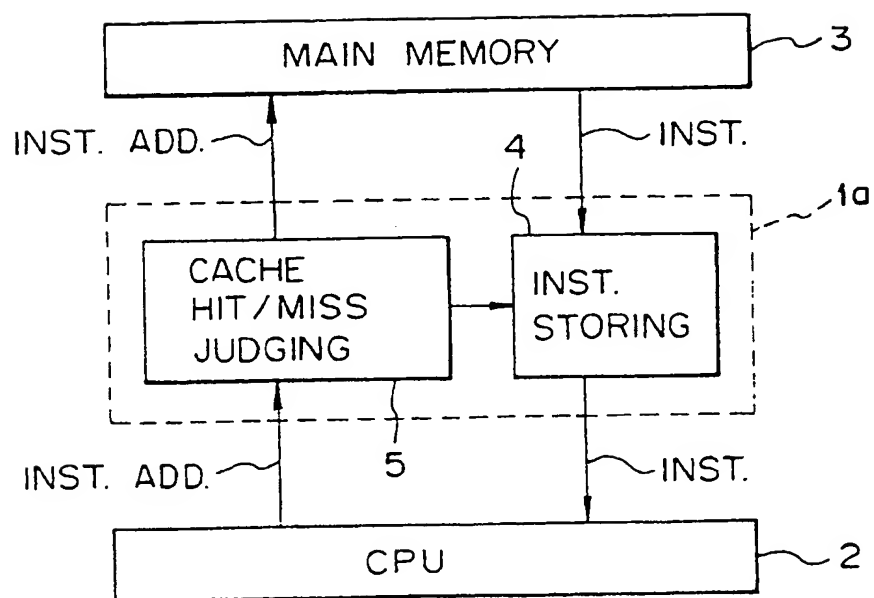 MAIN MEMORY
3
INST. ADD.
INST.
4
1a
CACHE
HIT/MISS
JUDGING
INST.
STORING
5
INST. ADD.
INST.
CPU
2